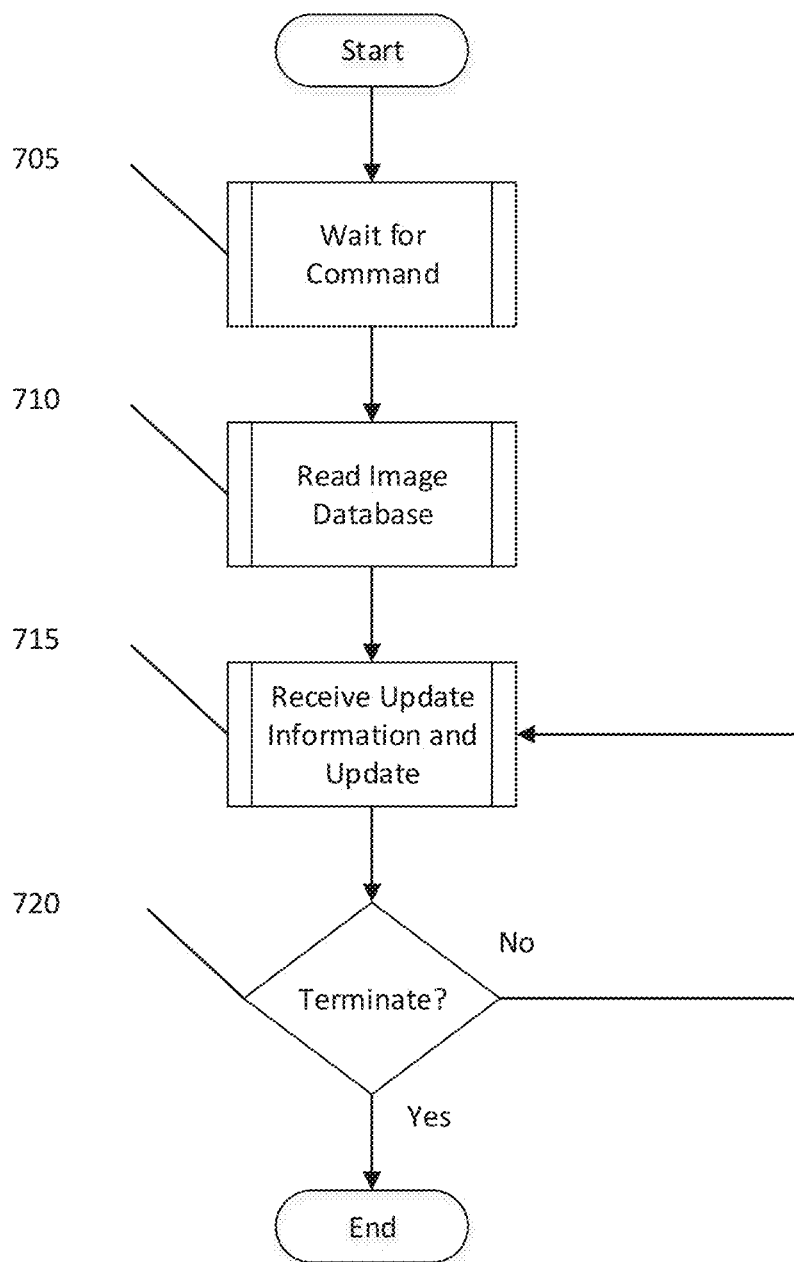 Start
705
Wait for
Command
710
Read Image
Database
715
Receive Update
Information and
Update
720
No
Terminate?
Yes
End